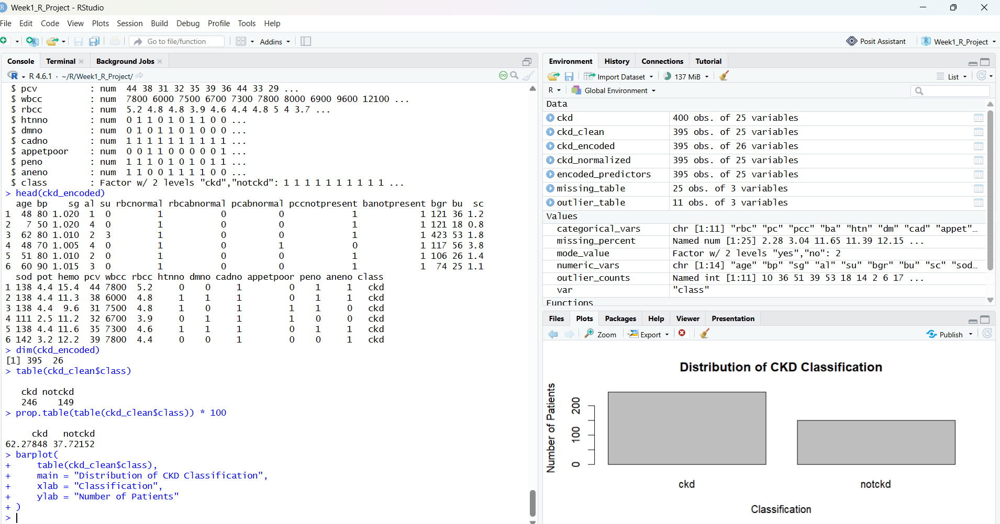 Week1_R_Project - RStudio
File Edit Code View Plots Session Build Debug Profile Tools Help
Go to file/function Addins Posit Assistant Week1_R_Project
Console Terminal Background Jobs
R 4.6.1 · ~/R/Week1_R_Project/
$ pcv : num 44 38 31 32 35 39 36 44 33 29 ...
$ wbcc : num 7800 6000 7500 6700 7300 7800 8000 6900 9600 12100 ...
$ rbcc : num 5.2 4.8 4.8 3.9 4.6 4.4 4.8 5 4 3.7 ...
$ htnno : num 0 1 1 0 1 0 1 1 0 0 ...
$ dmno : num 0 1 0 1 1 0 1 0 0 0 ...
$ cadno : num 1 1 1 1 1 1 1 1 1 1 ...
$ appetpoor : num 0 0 1 1 0 0 0 0 0 1 ...
$ peno : num 1 1 1 0 1 0 1 0 1 1 ...
$ aneno : num 1 1 0 0 1 1 1 1 0 0 ...
$ class : Factor w/ 2 levels "ckd","notckd": 1 1 1 1 1 1 1 1 1 1 ...
> head(ckd_encoded)
age bp sg al su rbcnormal rbcabnormal pcabnormal pccnotpresent banotpresent bgr bu sc
1 48 80 1.020 1 0 1 0 0 1 1 121 36 1.2
2 7 50 1.020 4 0 1 0 0 1 1 121 18 0.8
3 62 80 1.010 2 3 1 0 0 1 1 423 53 1.8
4 48 70 1.005 4 0 1 0 1 0 1 117 56 3.8
5 51 80 1.010 2 0 1 0 0 1 1 106 26 1.4
6 60 90 1.015 3 0 1 0 0 1 1 74 25 1.1
sod pot hemo pcv wbcc rbcc htnno dmno cadno appetpoor peno aneno class
1 138 4.4 15.4 44 7800 5.2 0 0 1 0 1 1 ckd
2 138 4.4 11.3 38 6000 4.8 1 1 1 0 1 1 ckd
3 138 4.4 9.6 31 7500 4.8 1 0 1 1 1 0 ckd
4 111 2.5 11.2 32 6700 3.9 0 1 1 1 0 0 ckd
5 138 4.4 11.6 35 7300 4.6 1 1 1 0 1 1 ckd
6 142 3.2 12.2 39 7800 4.4 0 0 1 0 0 1 ckd
> dim(ckd_encoded)
[1] 395 26
> table(ckd_clean$class)
ckd notckd
246 149
> prop.table(table(ckd_clean$class)) * 100
ckd notckd
62.27848 37.72152
> barplot(
+ table(ckd_clean$class),
+ main = "Distribution of CKD Classification",
+ xlab = "Classification",
+ ylab = "Number of Patients"
+ )
>
Environment History Connections Tutorial
Import Dataset 137 MiB List
R Global Environment
Data
ckd 400 obs. of 25 variables
ckd_clean 395 obs. of 25 variables
ckd_encoded 395 obs. of 26 variables
ckd_normalized 395 obs. of 25 variables
encoded_predictors 395 obs. of 25 variables
missing_table 25 obs. of 3 variables
outlier_table 11 obs. of 3 variables
Values
categorical_vars chr [1:11] "rbc" "pc" "pcc" "ba" "htn" "dm" "cad" "appet"…
missing_percent Named num [1:25] 2.28 3.04 11.65 11.39 12.15 ...
mode_value Factor w/ 2 levels "yes","no": 2
numeric_vars chr [1:14] "age" "bp" "sg" "al" "su" "bgr" "bu" "sc" "sod…
outlier_counts Named int [1:11] 10 36 51 39 53 18 14 2 6 17 ...
var "class"
Functions
Files Plots Packages Help Viewer Presentation
Zoom Export Publish
Distribution of CKD Classification
Number of Patients
200
100
0
ckd notckd
Classification